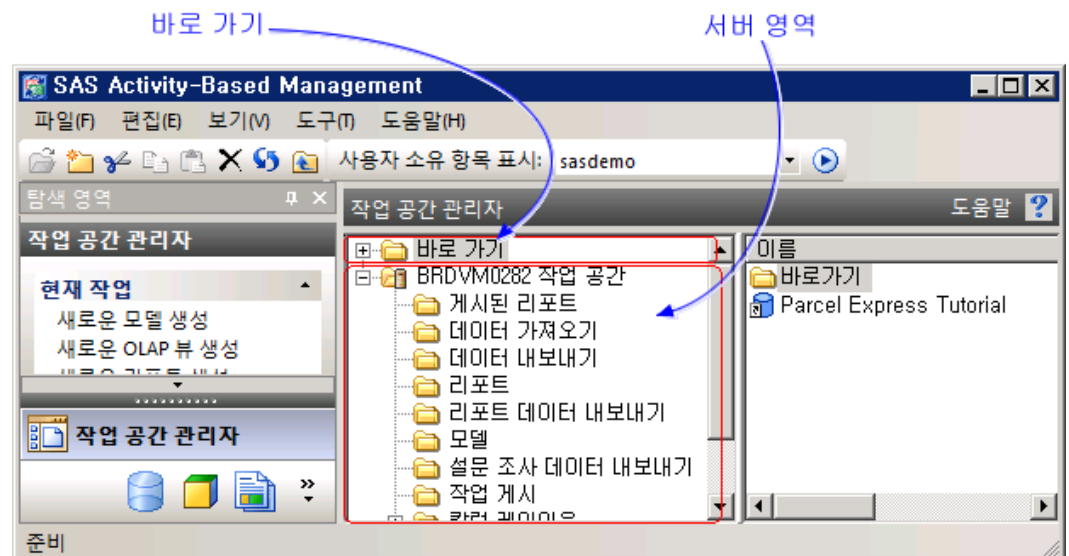 바로 가기
서버 영역
SAS Activity-Based Management
파일(F) 편집(E) 보기(V) 도구(T) 도움말(H)
사용자 소유 항목 표시: sasdemo
탐색 영역
작업 공간 관리자
도움말
작업 공간 관리자
현재 작업
새로운 모델 생성
새로운 OLAP 뷰 생성
작업 공간 관리자
바로 가기
BRDVM0282 작업 공간
게시된 리포트
데이터 가져오기
데이터 내보내기
리포트
리포트 데이터 내보내기
모델
설문 조사 데이터 내보내기
작업 게시
이름
바로가기
Parcel Express Tutorial
준비